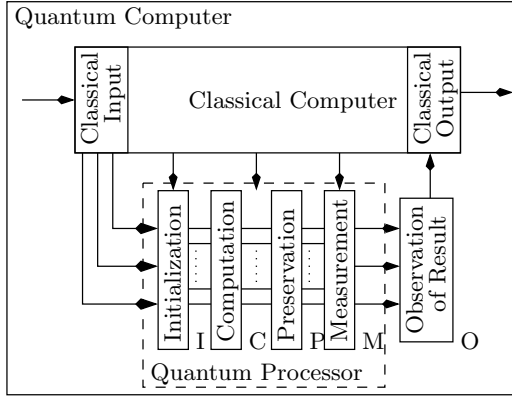 Quantum Computer
Classical
Input
Classical Computer
Classical
Output
Initialization
I
Computation
C
Preservation
P
Measurement
M
Observation
of Result
O
Quantum Processor